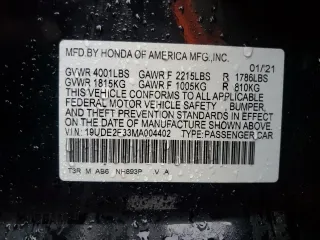 MFD.BY HONDA OF AMERICA MFG.,INC.
01/'21
GVWR 4001LBS GAWR F 2215LBS R 1786LBS
GVWR 1815KG GAWR F 1005KG R 810KG
THIS VEHICLE CONFORMS TO ALL APPLICABLE
FEDERAL MOTOR VEHICLE SAFETY, BUMPER,
AND THEFT PREVENTION STANDARDS IN EFFECT
ON THE DATE OF MANUFACTURE SHOWN ABOVE.
V.I.N: 19UDE2F33MA004402 TYPE:PASSENGER CAR
T3R M AB6 NH893P V A